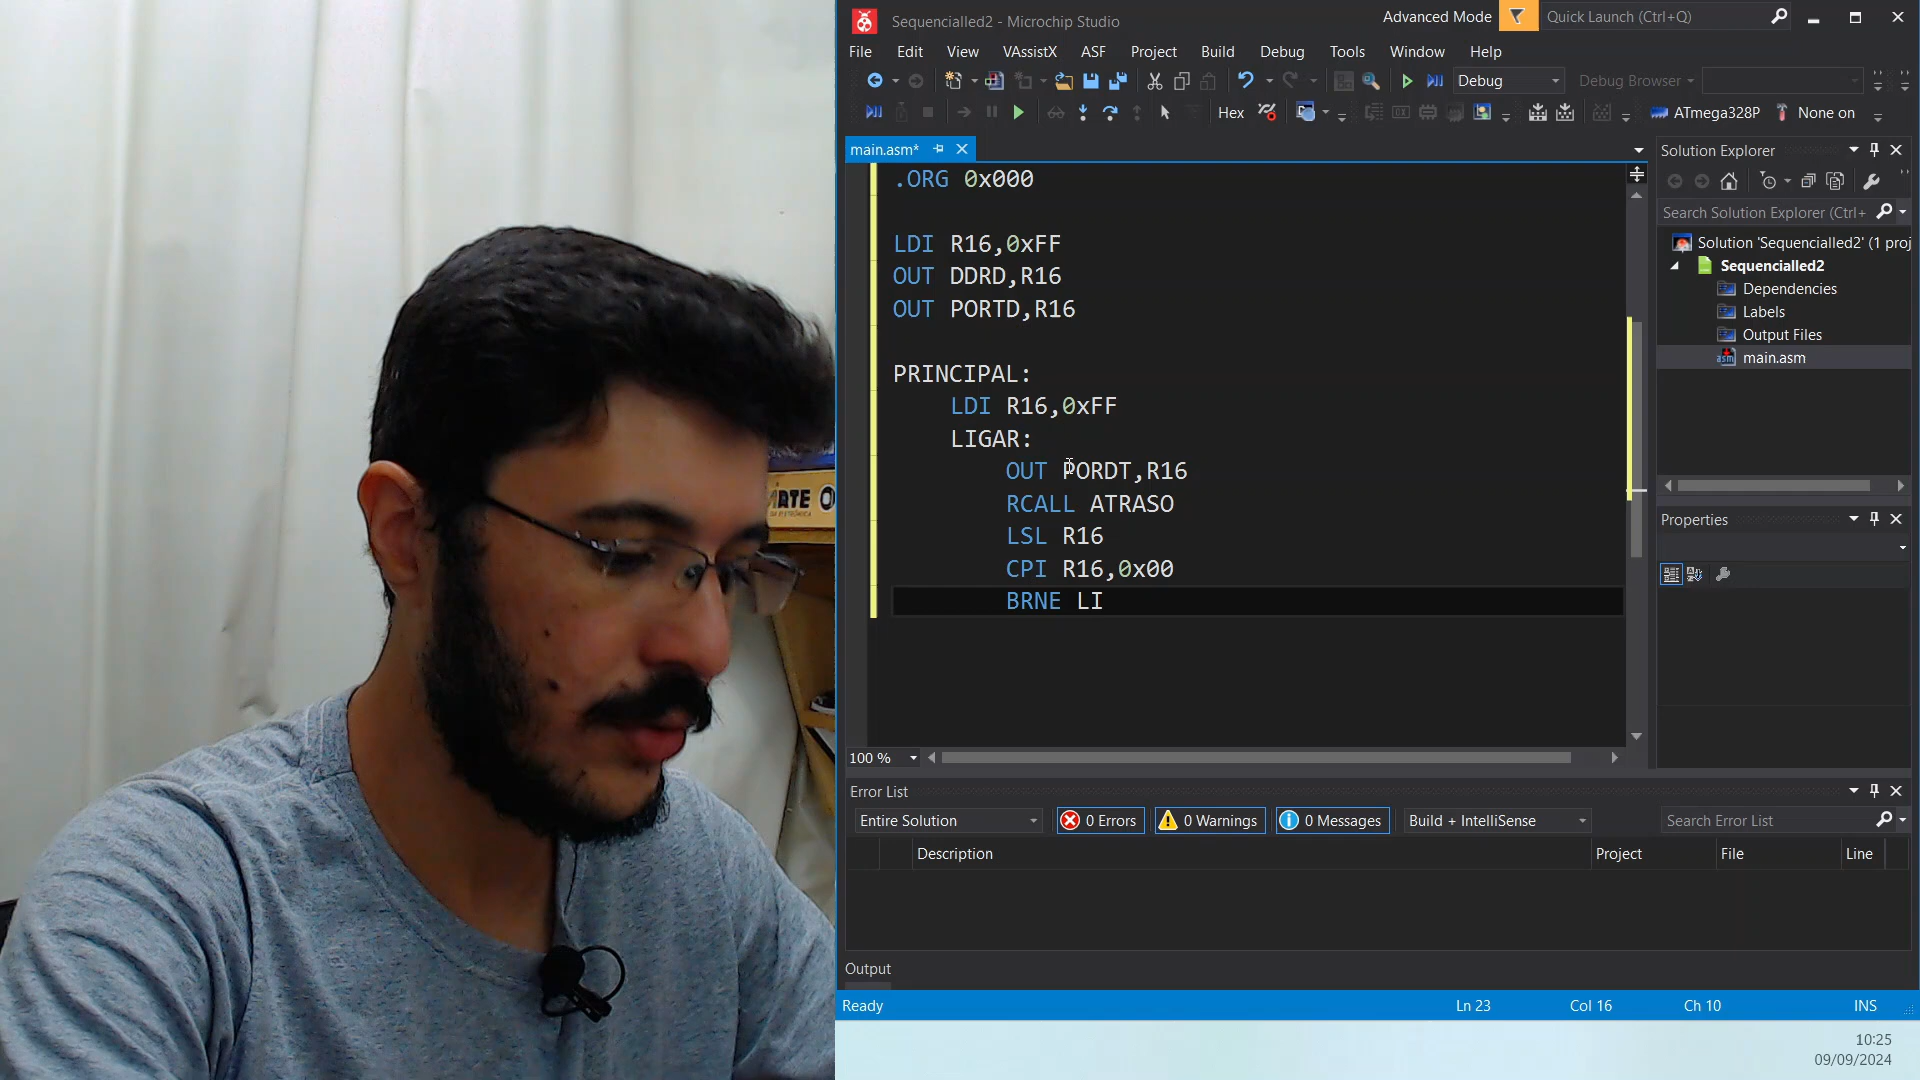 Sequencialled2 - Microchip Studio
Advanced Mode
Quick Launch (Ctrl+Q)
File Edit View VAssistX ASF Project Build Debug Tools Window Help
Debug
Debug Browser
Hex
ATmega328P
None on
main.asm*
.ORG 0x000
LDI R16,0xFF
OUT DDRD,R16
OUT PORTD,R16
PRINCIPAL:
LDI R16,0xFF
LIGAR:
OUT PORDT,R16
RCALL ATRASO
LSL R16
CPI R16,0x00
BRNE LI
100 %
Solution Explorer
Search Solution Explorer (Ctrl+
Solution 'Sequencialled2' (1 proj
Sequencialled2
Dependencies
Labels
Output Files
main.asm
Properties
Error List
Entire Solution
0 Errors
0 Warnings
0 Messages
Build + IntelliSense
Search Error List
Description
Project
File
Line
Output
Ready
Ln 23
Col 16
Ch 10
INS
10:25
09/09/2024